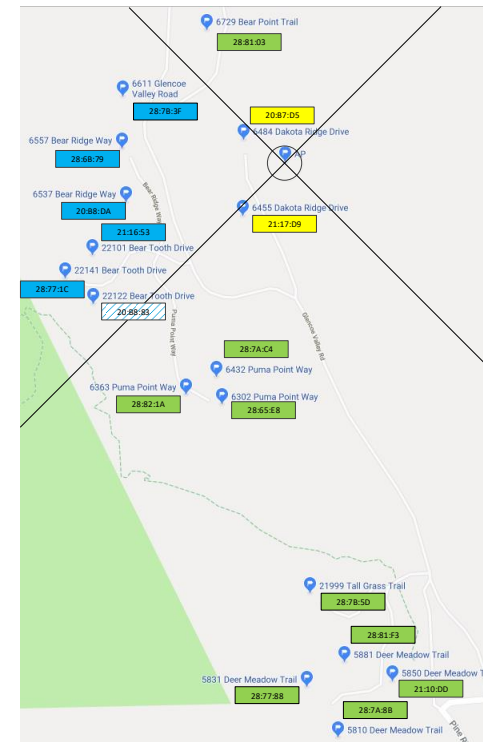 6729 Bear Point Trail
28:81:03
6611 Glencoe
Valley Road
28:7B:3F
20:B7:D5
6484 Dakota Ridge Drive
6557 Bear Ridge Way
AP
28:6B:79
Bear Ridge Way
6537 Bear Ridge Way
20:B8:DA
6455 Dakota Ridge Drive
21:16:53
21:17:D9
22101 Bear Tooth Drive
22141 Bear Tooth Drive
28:77:1C
22122 Bear Tooth Drive
20:B8:83
Puma Point Way
Glencoe Valley Rd
28:7A:C4
6432 Puma Point Way
6363 Puma Point Way
28:82:1A
6302 Puma Point Way
28:65:E8
21999 Tall Grass Trail
28:7B:5D
28:81:F3
5881 Deer Meadow Trail
5850 Deer Meadow T
5831 Deer Meadow Trail
21:10:DD
28:77:88
28:7A:8B
5810 Deer Meadow Trail
Pine R